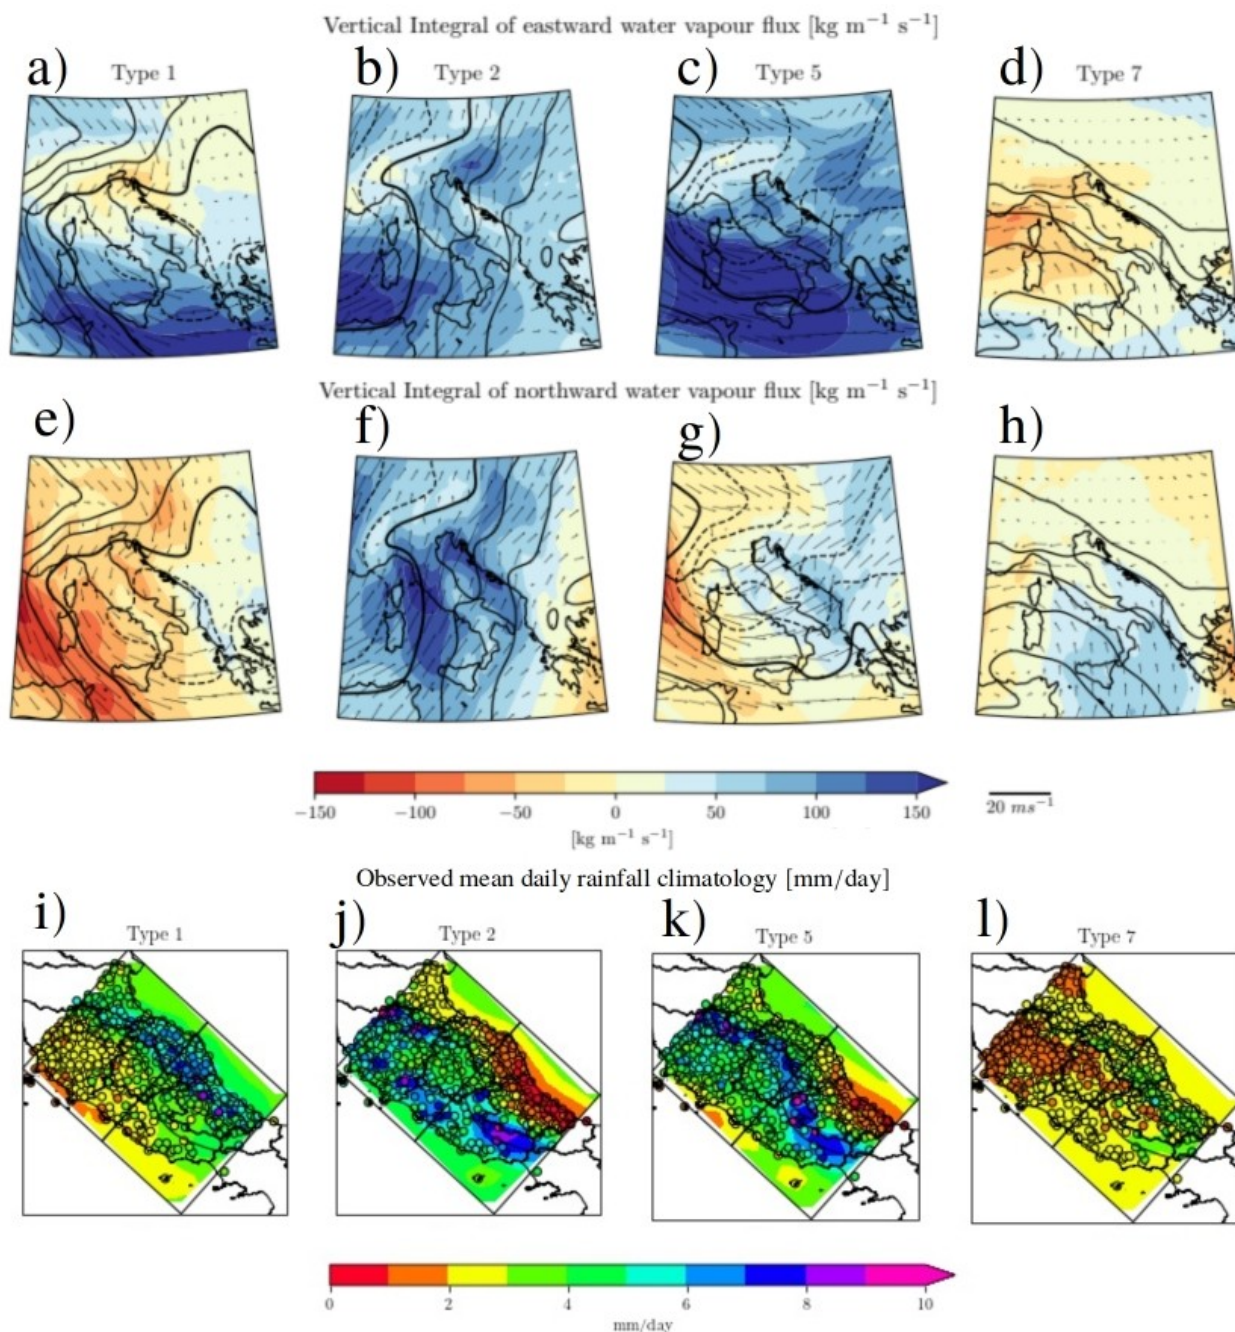 Vertical Integral of eastward water vapour flux [kg m⁻¹ s⁻¹]
a) b) c) d)
Type 1 Type 2 Type 5 Type 7
L
Vertical Integral of northward water vapour flux [kg m⁻¹ s⁻¹]
e) f) g) h)
L
−150 −100 −50 0 50 100 150
20 ms⁻¹
[kg m⁻¹ s⁻¹]
Observed mean daily rainfall climatology [mm/day]
i) j) k) l)
Type 1 Type 2 Type 5 Type 7
0 2 4 6 8 10
mm/day